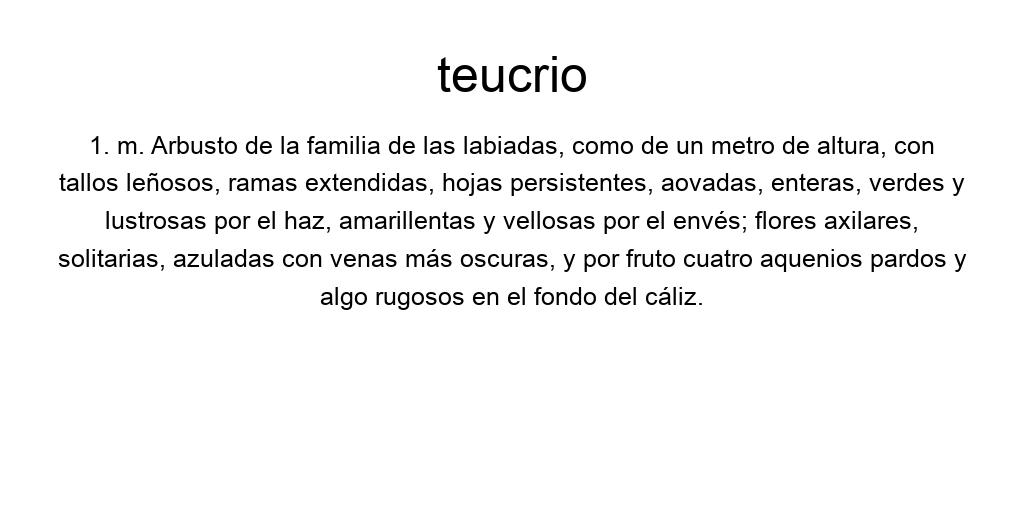 teucrio
1. m. Arbusto de la familia de las labiadas, como de un metro de altura, con
tallos leñosos, ramas extendidas, hojas persistentes, aovadas, enteras, verdes y
lustrosas por el haz, amarillentas y vellosas por el envés; flores axilares,
solitarias, azuladas con venas más oscuras, y por fruto cuatro aquenios pardos y
algo rugosos en el fondo del cáliz.